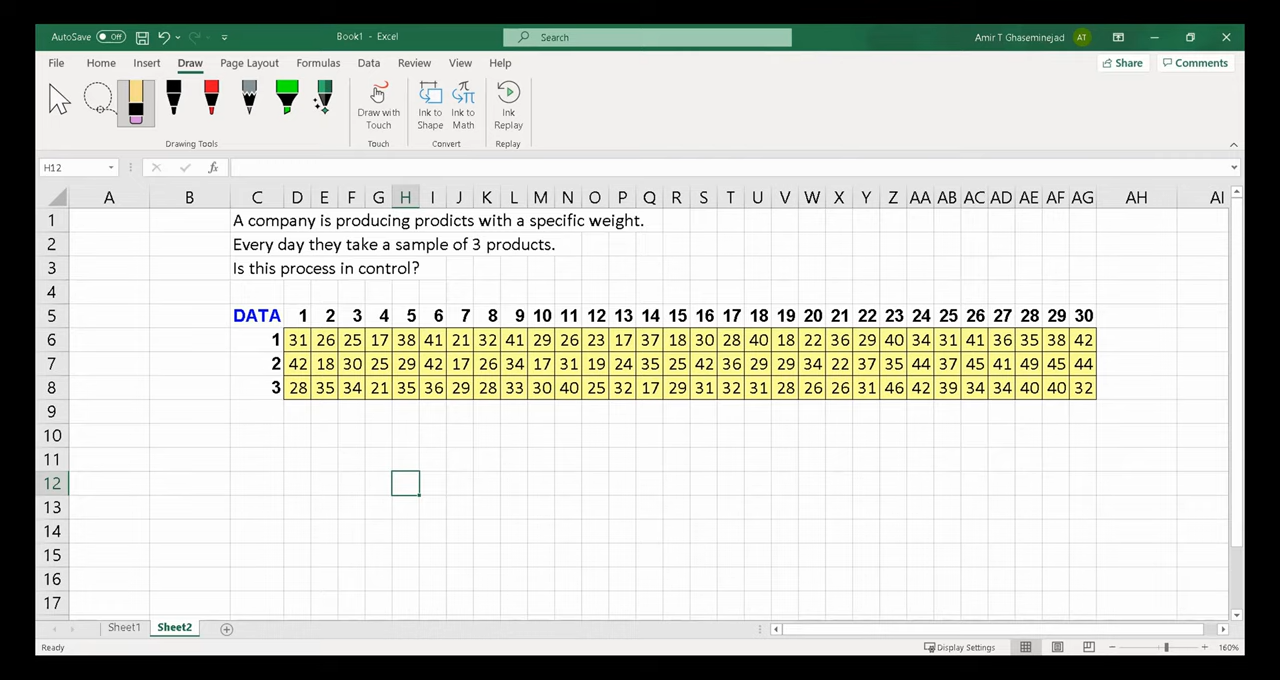 AutoSave Off Book1 - Excel Search Amir T Ghaseminejad AT
File Home Insert Draw Page Layout Formulas Data Review View Help Share Comments
Draw with Touch Ink to Shape Ink to Math Ink Replay
Drawing Tools Touch Convert Replay
H12 fx
A B C D E F G H I J K L M N O P Q R S T U V W X Y Z AA AB AC AD AE AF AG AH AI
1 A company is producing prodicts with a specific weight.
2 Every day they take a sample of 3 products.
3 Is this process in control?
4
5 DATA 1 2 3 4 5 6 7 8 9 10 11 12 13 14 15 16 17 18 19 20 21 22 23 24 25 26 27 28 29 30
6 1 31 26 25 17 38 41 21 32 41 29 26 23 17 37 18 30 28 40 18 22 36 29 40 34 31 41 36 35 38 42
7 2 42 18 30 25 29 42 17 26 34 17 31 19 24 35 25 42 36 29 29 34 22 37 35 44 37 45 41 49 45 44
8 3 28 35 34 21 35 36 29 28 33 30 40 25 32 17 29 31 32 31 28 26 26 31 46 42 39 34 34 40 40 32
9
10
11
12
13
14
15
16
17
Sheet1 Sheet2
Ready Display Settings 160%